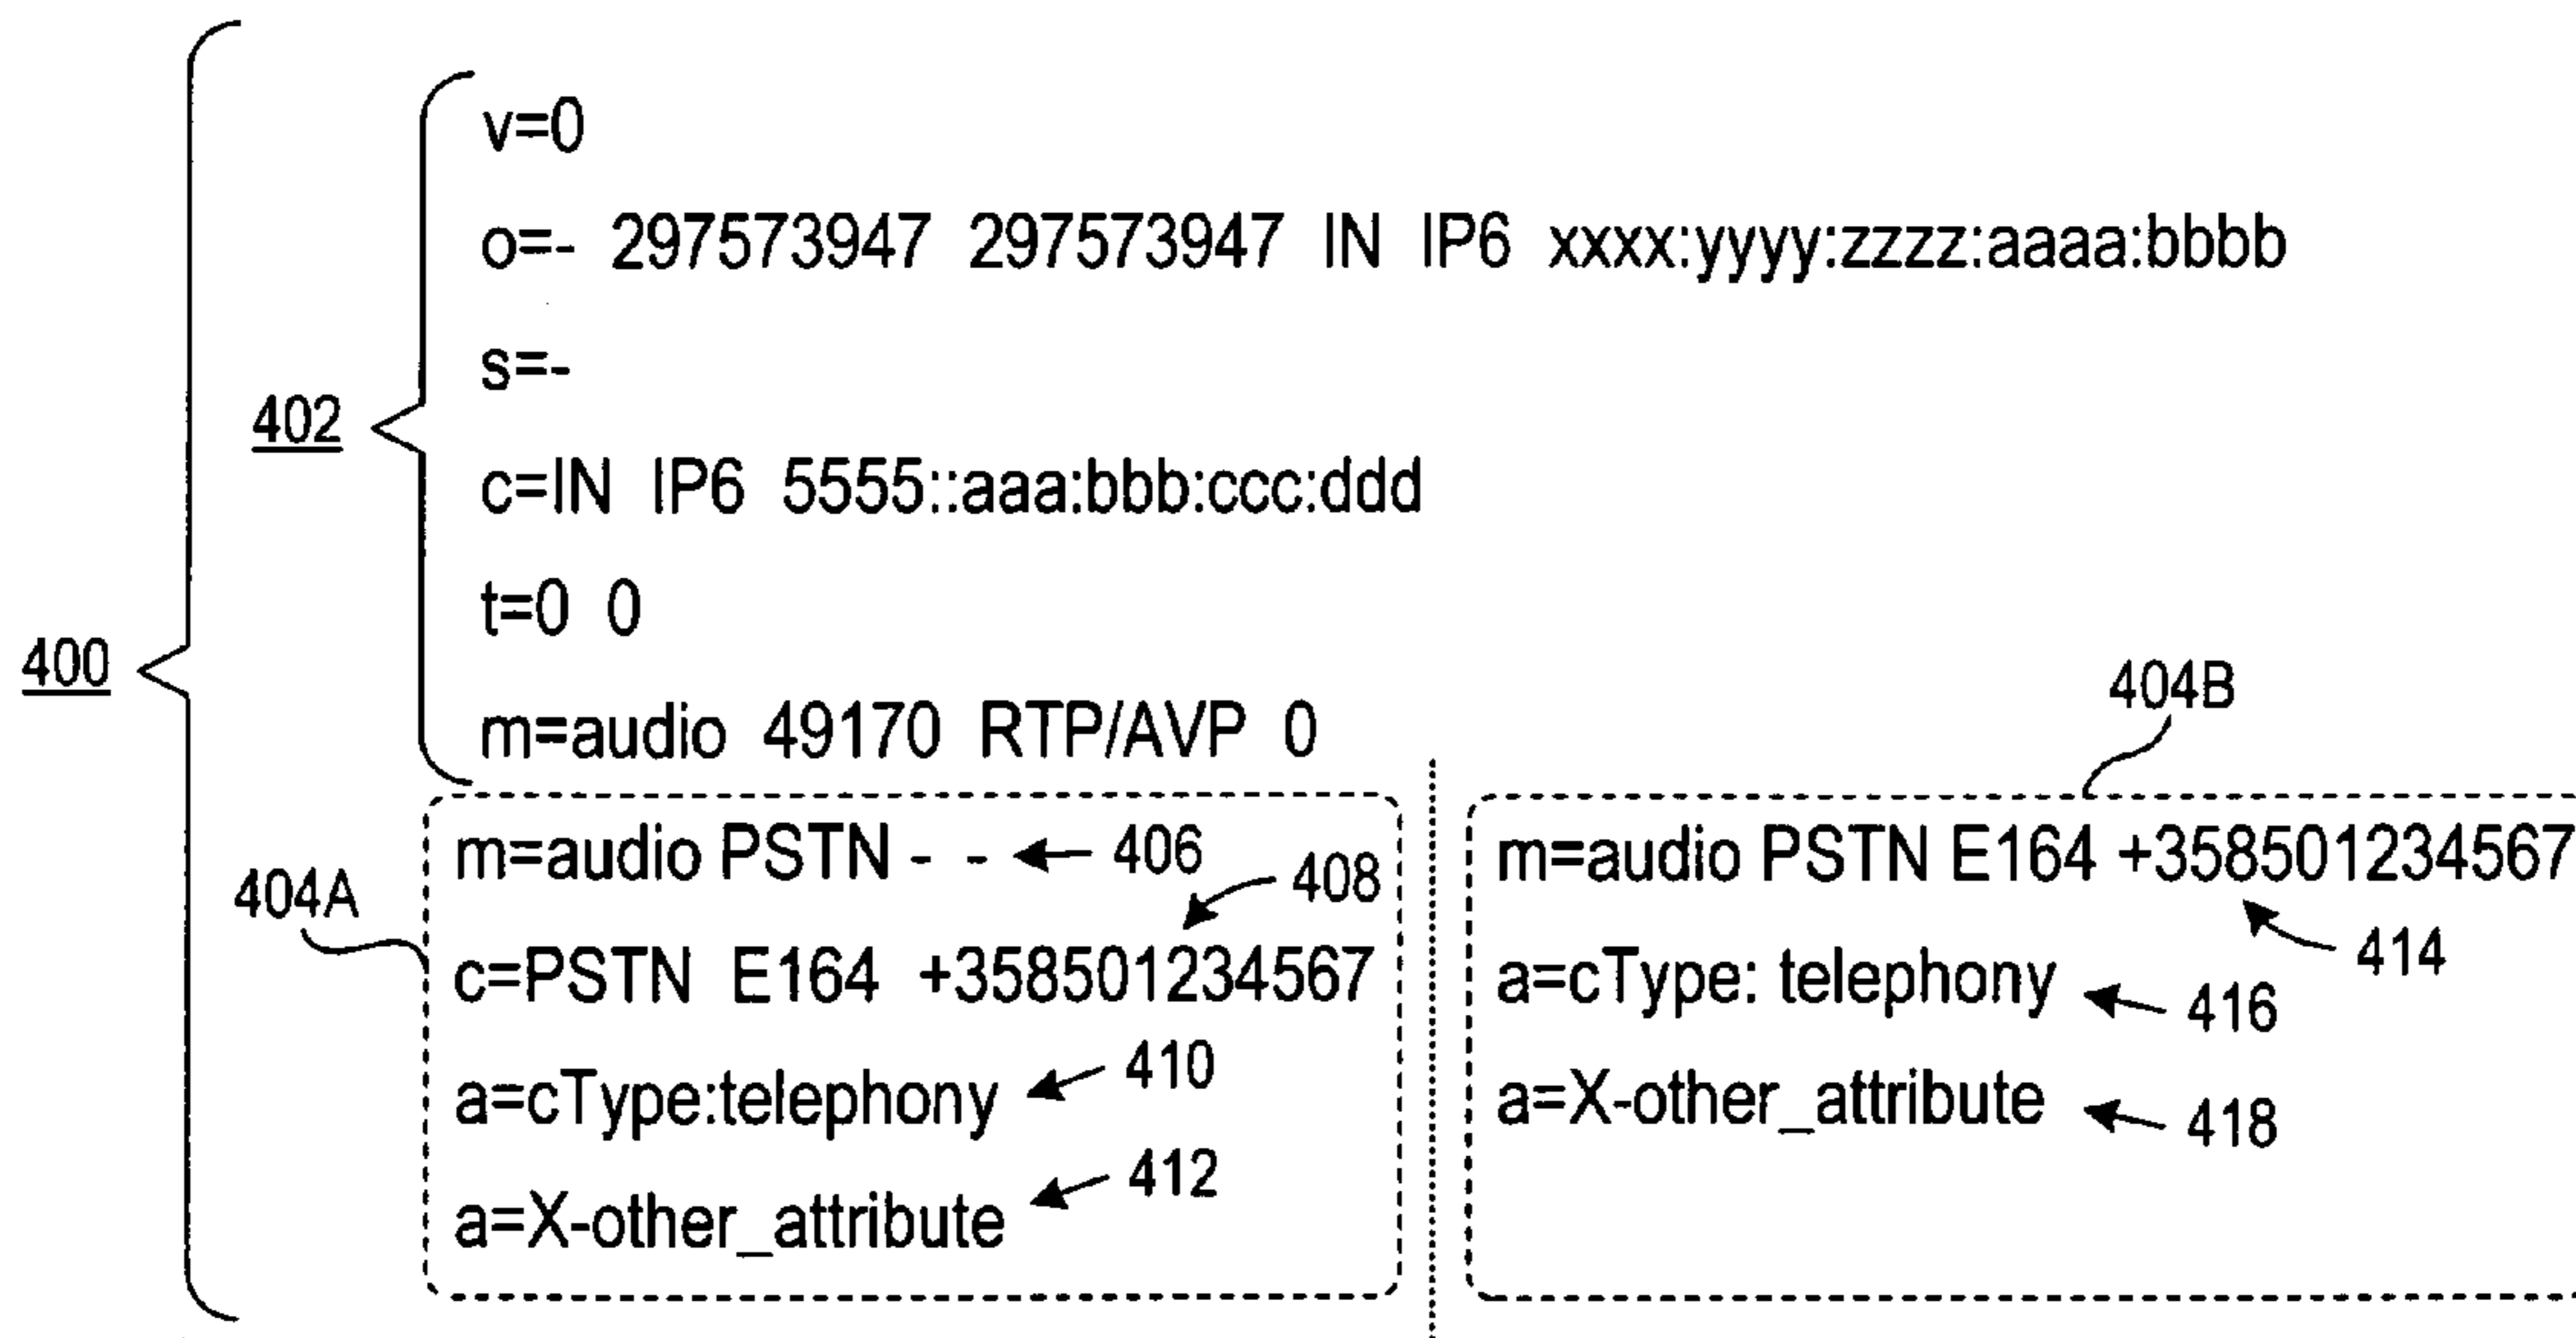 v=0
o=- 297573947 297573947 IN IP6 xxxx:yyyy:zzzz:aaaa:bbbb
s=-
402
c=IN IP6 5555::aaa:bbb:ccc:ddd
t=0 0
400
m=audio 49170 RTP/AVP 0
404A
m=audio PSTN - - 406
408
c=PSTN E164 +358501234567
a=cType:telephony 410
a=X-other_attribute 412
404B
m=audio PSTN E164 +358501234567
414
a=cType: telephony 416
a=X-other_attribute 418